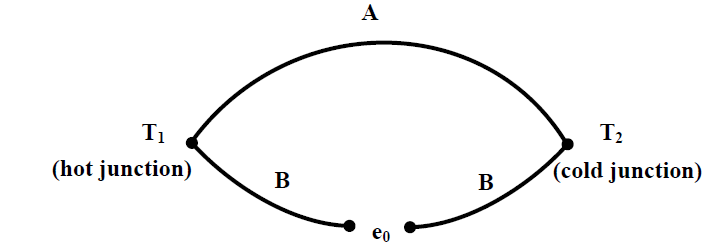 A
T₁
(hot junction)
T₂
(cold junction)
B
B
e₀